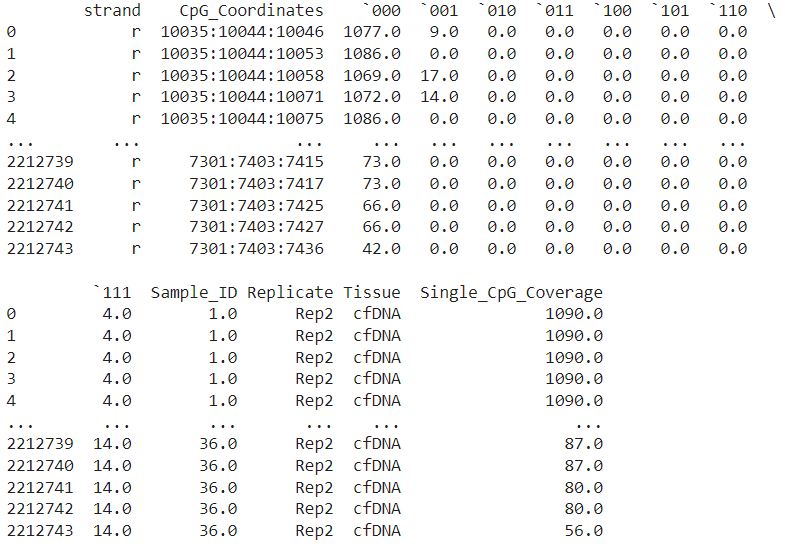 strand CpG_Coordinates `000 `001 `010 `011 `100 `101 `110 \
0 r 10035:10044:10046 1077.0 9.0 0.0 0.0 0.0 0.0 0.0
1 r 10035:10044:10053 1086.0 0.0 0.0 0.0 0.0 0.0 0.0
2 r 10035:10044:10058 1069.0 17.0 0.0 0.0 0.0 0.0 0.0
3 r 10035:10044:10071 1072.0 14.0 0.0 0.0 0.0 0.0 0.0
4 r 10035:10044:10075 1086.0 0.0 0.0 0.0 0.0 0.0 0.0
... ... ... ... ... ... ... ... ... ...
2212739 r 7301:7403:7415 73.0 0.0 0.0 0.0 0.0 0.0 0.0
2212740 r 7301:7403:7417 73.0 0.0 0.0 0.0 0.0 0.0 0.0
2212741 r 7301:7403:7425 66.0 0.0 0.0 0.0 0.0 0.0 0.0
2212742 r 7301:7403:7427 66.0 0.0 0.0 0.0 0.0 0.0 0.0
2212743 r 7301:7403:7436 42.0 0.0 0.0 0.0 0.0 0.0 0.0
`111 Sample_ID Replicate Tissue Single_CpG_Coverage
0 4.0 1.0 Rep2 cfDNA 1090.0
1 4.0 1.0 Rep2 cfDNA 1090.0
2 4.0 1.0 Rep2 cfDNA 1090.0
3 4.0 1.0 Rep2 cfDNA 1090.0
4 4.0 1.0 Rep2 cfDNA 1090.0
... ... ... ... ... ...
2212739 14.0 36.0 Rep2 cfDNA 87.0
2212740 14.0 36.0 Rep2 cfDNA 87.0
2212741 14.0 36.0 Rep2 cfDNA 80.0
2212742 14.0 36.0 Rep2 cfDNA 80.0
2212743 14.0 36.0 Rep2 cfDNA 56.0